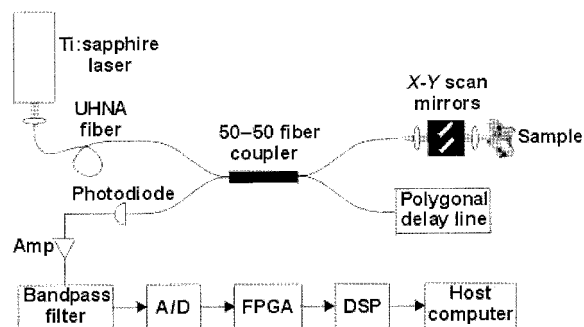 Ti:sapphire
laser
UHNA
fiber
50–50 fiber
coupler
X-Y scan
mirrors
Sample
Photodiode
Polygonal
delay line
Amp
Bandpass
filter
A/D
FPGA
DSP
Host
computer